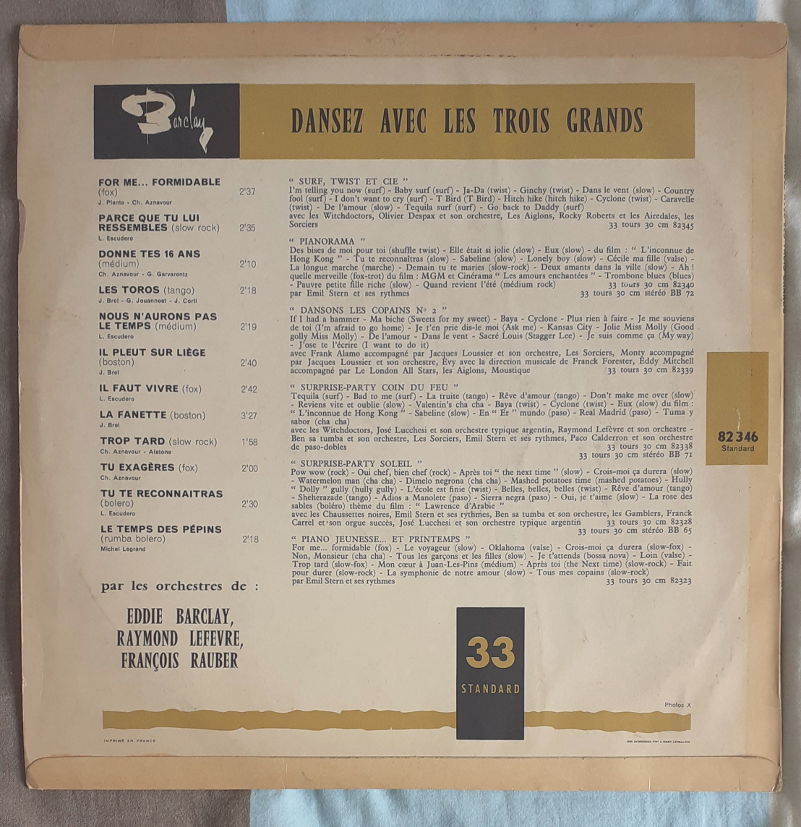 Barclay
DANSEZ AVEC LES TROIS GRANDS
FOR ME... FORMIDABLE
(fox) 2'37
J. Plante - Ch. Aznavour
PARCE QUE TU LUI
RESSEMBLES (slow rock) 2'35
L. Escudero
DONNE TES 16 ANS
(médium) 2'10
Ch. Aznavour - G. Garvarentz
LES TOROS (tango) 2'18
J. Brel - G. Jouannest - J. Corti
NOUS N'AURONS PAS
LE TEMPS (médium) 2'19
L. Escudero
IL PLEUT SUR LIÈGE
(boston) 2'40
J. Brel
IL FAUT VIVRE (fox) 2'42
L. Escudero
LA FANETTE (boston) 3'27
J. Brel
TROP TARD (slow rock) 1'58
Ch. Aznavour - Alstone
TU EXAGÈRES (fox) 2'00
Ch. Aznavour
TU TE RECONNAITRAS
(bolero) 2'30
L. Escudero
LE TEMPS DES PÉPINS
(rumba bolero) 2'18
Michel Legrand
par les orchestres de :
EDDIE BARCLAY,
RAYMOND LEFEVRE,
FRANÇOIS RAUBER
“ SURF, TWIST ET CIE ”
I'm telling you now (surf) - Baby surf (surf) - Ja-Da (twist) - Ginchy (twist) - Dans le vent (slow) - Country
fool (surf) - I don't want to cry (surf) - T Bird (T Bird) - Hitch hike (hitch hike) - Cyclone (twist) - Caravelle
(twist) - De l'amour (slow) - Tequila surf (surf) - Go back to Daddy (surf)
avec les Witchdoctors, Olivier Despax et son orchestre, Les Aiglons, Rocky Roberts et les Airedales, les
Sorciers 33 tours 30 cm 82345
“ PIANORAMA ”
Des bises de moi pour toi (shuffle twist) - Elle était si jolie (slow) - Eux (slow) - du film : “ L'inconnue de
Hong Kong ” - Tu te reconnaîtras (slow) - Sabeline (slow) - Lonely boy (slow) - Cécile ma fille (valse) -
La longue marche (marche) - Demain tu te maries (slow-rock) - Deux amants dans la ville (slow) - Ah !
quelle merveille (fox-trot) du film : MGM et Cinérama “ Les amours enchantées ” - Trombone blues (blues)
- Pauvre petite fille riche (slow) - Quand revient l'été (médium rock) 33 tours 30 cm 82340
par Emil Stern et ses rythmes 33 tours 30 cm stéréo BB 72
“ DANSONS LES COPAINS Nº 2 ”
If I had a hammer - Ma biche (Sweets for my sweet) - Baya - Cyclone - Plus rien à faire - Je me souviens
de toi (I'm afraid to go home) - Je t'en prie dis-le moi (Ask me) - Kansas City - Jolie Miss Molly (Good
golly Miss Molly) - De l'amour - Dans le vent - Sacré Louis (Stagger Lee) - Je suis comme ça (My way)
- J'ose te l'écrire (I want to do it)
avec Frank Alamo accompagné par Jacques Loussier et son orchestre, Les Sorciers, Monty accompagné
par Jacques Loussier et son orchestre, Évy avec la direction musicale de Franck Forester, Eddy Mitchell
accompagné par Le London All Stars, les Aiglons, Moustique 33 tours 30 cm 82339
“ SURPRISE-PARTY COIN DU FEU ”
Tequila (surf) - Bad to me (surf) - La truite (tango) - Rêve d'amour (tango) - Don't make me over (slow)
- Reviens vite et oublie (slow) - Valentin's cha cha - Baya (twist) - Cyclone (twist) - Eux (slow) du film :
“ L'inconnue de Hong Kong ” - Sabeline (slow) - En “ Er ” mundo (paso) - Real Madrid (paso) - Tuma y
sabor (cha cha)
avec les Witchdoctors, José Lucchesi et son orchestre typique argentin, Raymond Lefèvre et son orchestre -
Ben sa tumba et son orchestre, Les Sorciers, Emil Stern et ses rythmes, Paco Calderron et son orchestre
de paso-dobles 33 tours 30 cm 82338
33 tours 30 cm stéréo BB 71
“ SURPRISE-PARTY SOLEIL ”
Pow wow (rock) - Oui chef, bien chef (rock) - Après toi “ the next time ” (slow) - Crois-moi ça durera (slow)
- Watermelon man (cha cha) - Dimelo negrona (cha cha) - Mashed potatoes time (mashed potatoes) - Hully
“ Dolly ” gully (hully gully) - L'école est finie (twist) - Belles, belles, belles (twist) - Rêve d'amour (tango)
- Sheherazade (tango) - Adios a Manolete (paso) - Sierra negra (paso) - Oui, je t'aime (slow) - La rose des
sables (boléro) thème du film : “ Lawrence d'Arabie ”
avec les Chaussettes noires, Emil Stern et ses rythmes, Ben sa tumba et son orchestre, les Gamblers, Franck
Carrel et son orgue succès, José Lucchesi et son orchestre typique argentin 33 tours 30 cm 82328
33 tours 30 cm stéréo BB 65
“ PIANO JEUNESSE... ET PRINTEMPS ”
For me... formidable (fox) - Le voyageur (slow) - Oklahoma (valse) - Crois-moi ça durera (slow-fox) -
Non, Monsieur (cha cha) - Tous les garçons et les filles (slow) - Je t'attends (bossa nova) - Loin (valse) -
Trop tard (slow-fox) - Mon cœur à Juan-Les-Pins (médium) - Après toi (the Next time) (slow-rock) - Fait
pour durer (slow-rock) - La symphonie de notre amour (slow) - Tous mes copains (slow-rock)
par Emil Stern et ses rythmes 33 tours 30 cm 82323
82 346
Standard
33
STANDARD
Photos X
IMPRIMÉ EN FRANCE